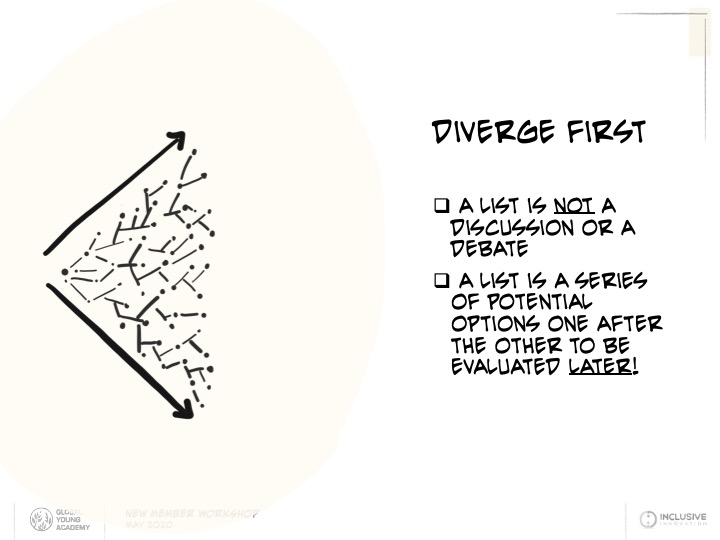 DIVERGE FIRST
❑ A LIST IS NOT A
DISCUSSION OR A
DEBATE
❑ A LIST IS A SERIES
OF POTENTIAL
OPTIONS ONE AFTER
THE OTHER TO BE
EVALUATED LATER!
GLOBAL
YOUNG
ACADEMY
NEW MEMBER WORKSHOP
MAY 2020
INCLUSIVE
INNOVATION